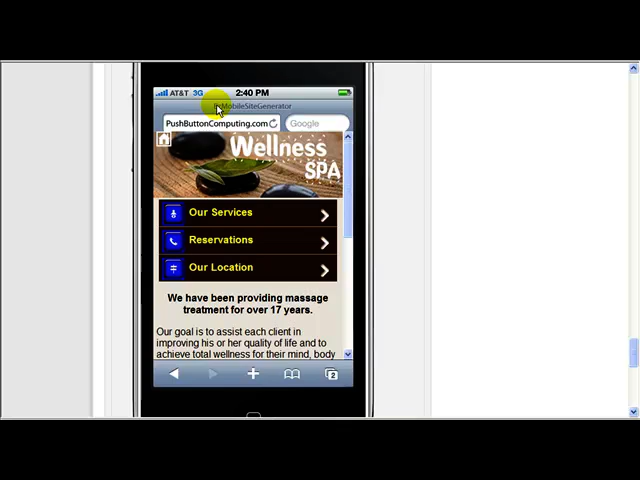 AT&T 3G 2:40 PM
MobileSiteGenerator
PushButtonComputing.com Google
Wellness
SPA
Our Services
Reservations
Our Location
We have been providing massage
treatment for over 17 years.
Our goal is to assist each client in
improving his or her quality of life and to
achieve total wellness for their mind, body
2